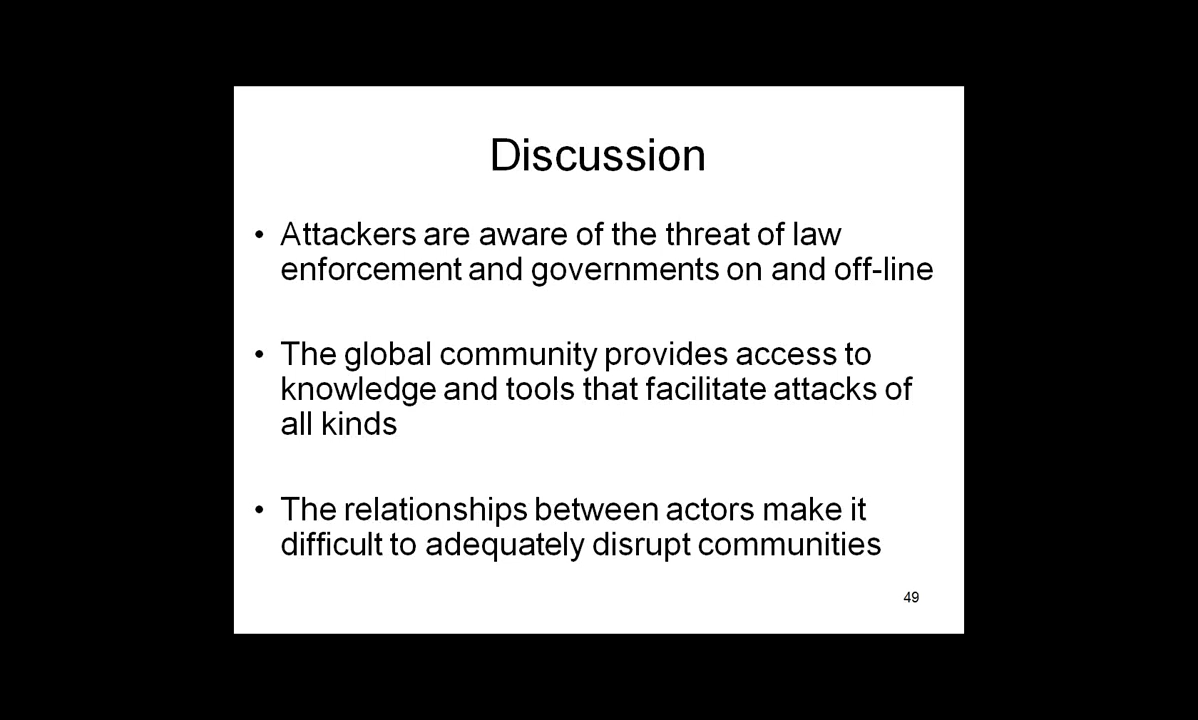 Discussion
• Attackers are aware of the threat of law
enforcement and governments on and off-line
• The global community provides access to
knowledge and tools that facilitate attacks of
all kinds
• The relationships between actors make it
difficult to adequately disrupt communities
49